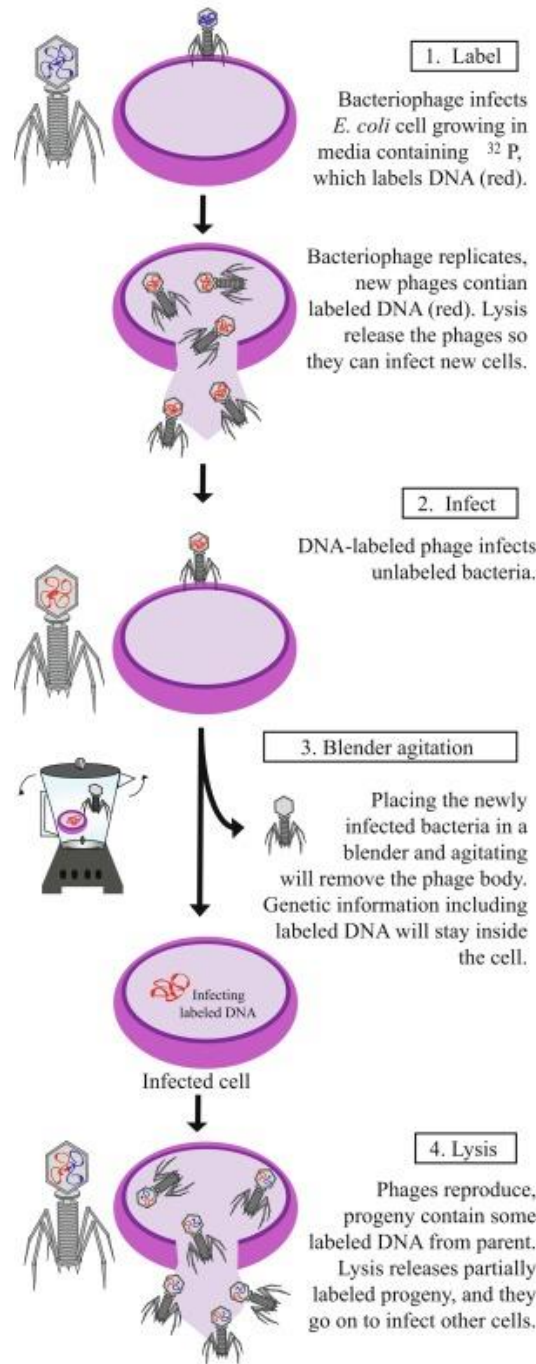 1. Label
Bacteriophage infects
E. coli cell growing in
media containing ³² P,
which labels DNA (red).
Bacteriophage replicates,
new phages contian
labeled DNA (red). Lysis
release the phages so
they can infect new cells.
2. Infect
DNA-labeled phage infects
unlabeled bacteria.
3. Blender agitation
Placing the newly
infected bacteria in a
blender and agitating
will remove the phage body.
Genetic information including
labeled DNA will stay inside
the cell.
Infecting
labeled DNA
Infected cell
4. Lysis
Phages reproduce,
progeny contain some
labeled DNA from parent.
Lysis releases partially
labeled progeny, and they
go on to infect other cells.